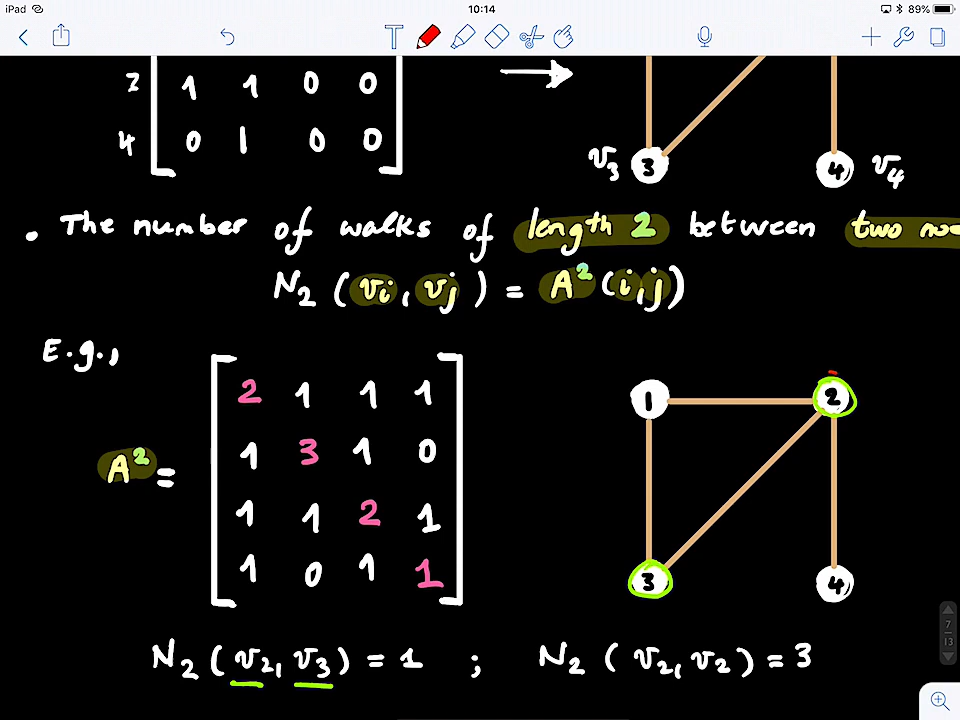 iPad 10:14 89%
T
3 1 1 0 0
4 0 1 0 0
v3 3 4 v4
. The number of walks of length 2 between two no
N2 (vi, vj) = A² (i,j)
E.g.,
A² =
2 1 1 1
1 3 1 0
1 1 2 1
1 0 1 1
1 2
3 4
7
13
N2 (v2, v3) = 1 ; N2 (v2, v2) = 3